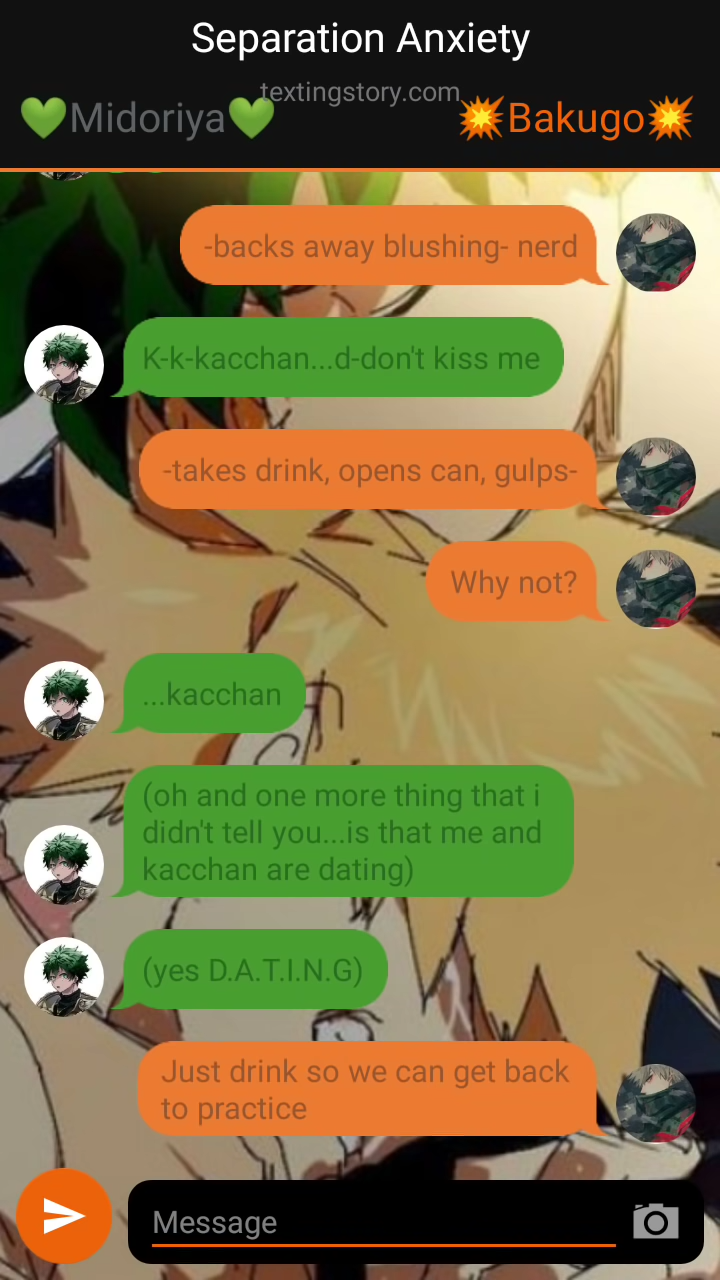 Separation Anxiety
textingstory.com
💚Midoriya💚
💥Bakugo💥
-backs away blushing- nerd
K-k-kacchan...d-don't kiss me
-takes drink, opens can, gulps-
Why not?
...kacchan
(oh and one more thing that i
didn't tell you...is that me and
kacchan are dating)
(yes D.A.T.I.N.G)
Just drink so we can get back
to practice
Message